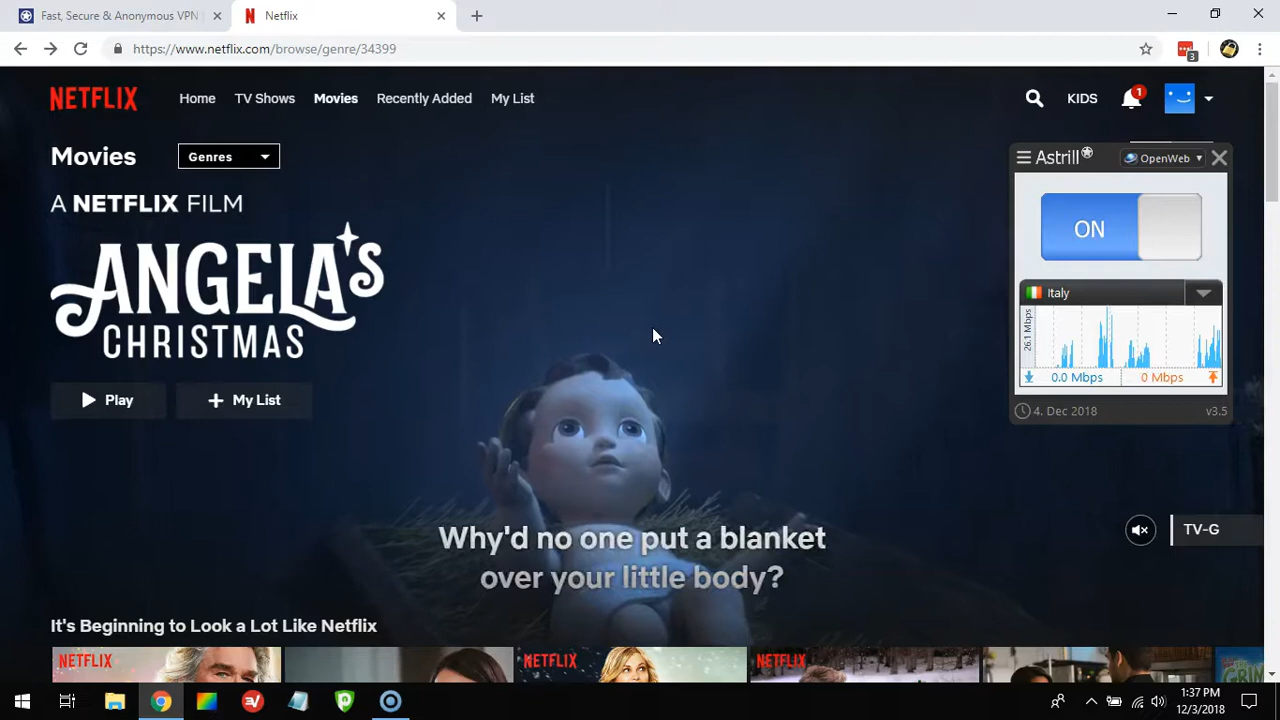 Fast, Secure & Anonymous VPN
Netflix
https://www.netflix.com/browse/genre/34399
3
NETFLIX
Home
TV Shows
Movies
Recently Added
My List
KIDS
1
Movies
Genres
A NETFLIX FILM
ANGELA'S
CHRISTMAS
Play
My List
Astrill
OpenWeb
ON
Italy
26.1 Mbps
0.0 Mbps
0 Mbps
4. Dec 2018
v3.5
Why'd no one put a blanket
over your little body?
TV-G
It's Beginning to Look a Lot Like Netflix
NETFLIX
NETFLIX
NETFLIX
1:37 PM
12/3/2018